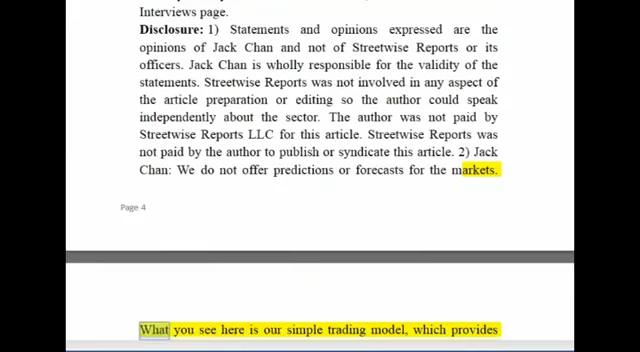 Interviews page.
Disclosure: 1) Statements and opinions expressed are the
opinions of Jack Chan and not of Streetwise Reports or its
officers. Jack Chan is wholly responsible for the validity of the
statements. Streetwise Reports was not involved in any aspect of
the article preparation or editing so the author could speak
independently about the sector. The author was not paid by
Streetwise Reports LLC for this article. Streetwise Reports was
not paid by the author to publish or syndicate this article. 2) Jack
Chan: We do not offer predictions or forecasts for the markets.
Page 4
What you see here is our simple trading model, which provides